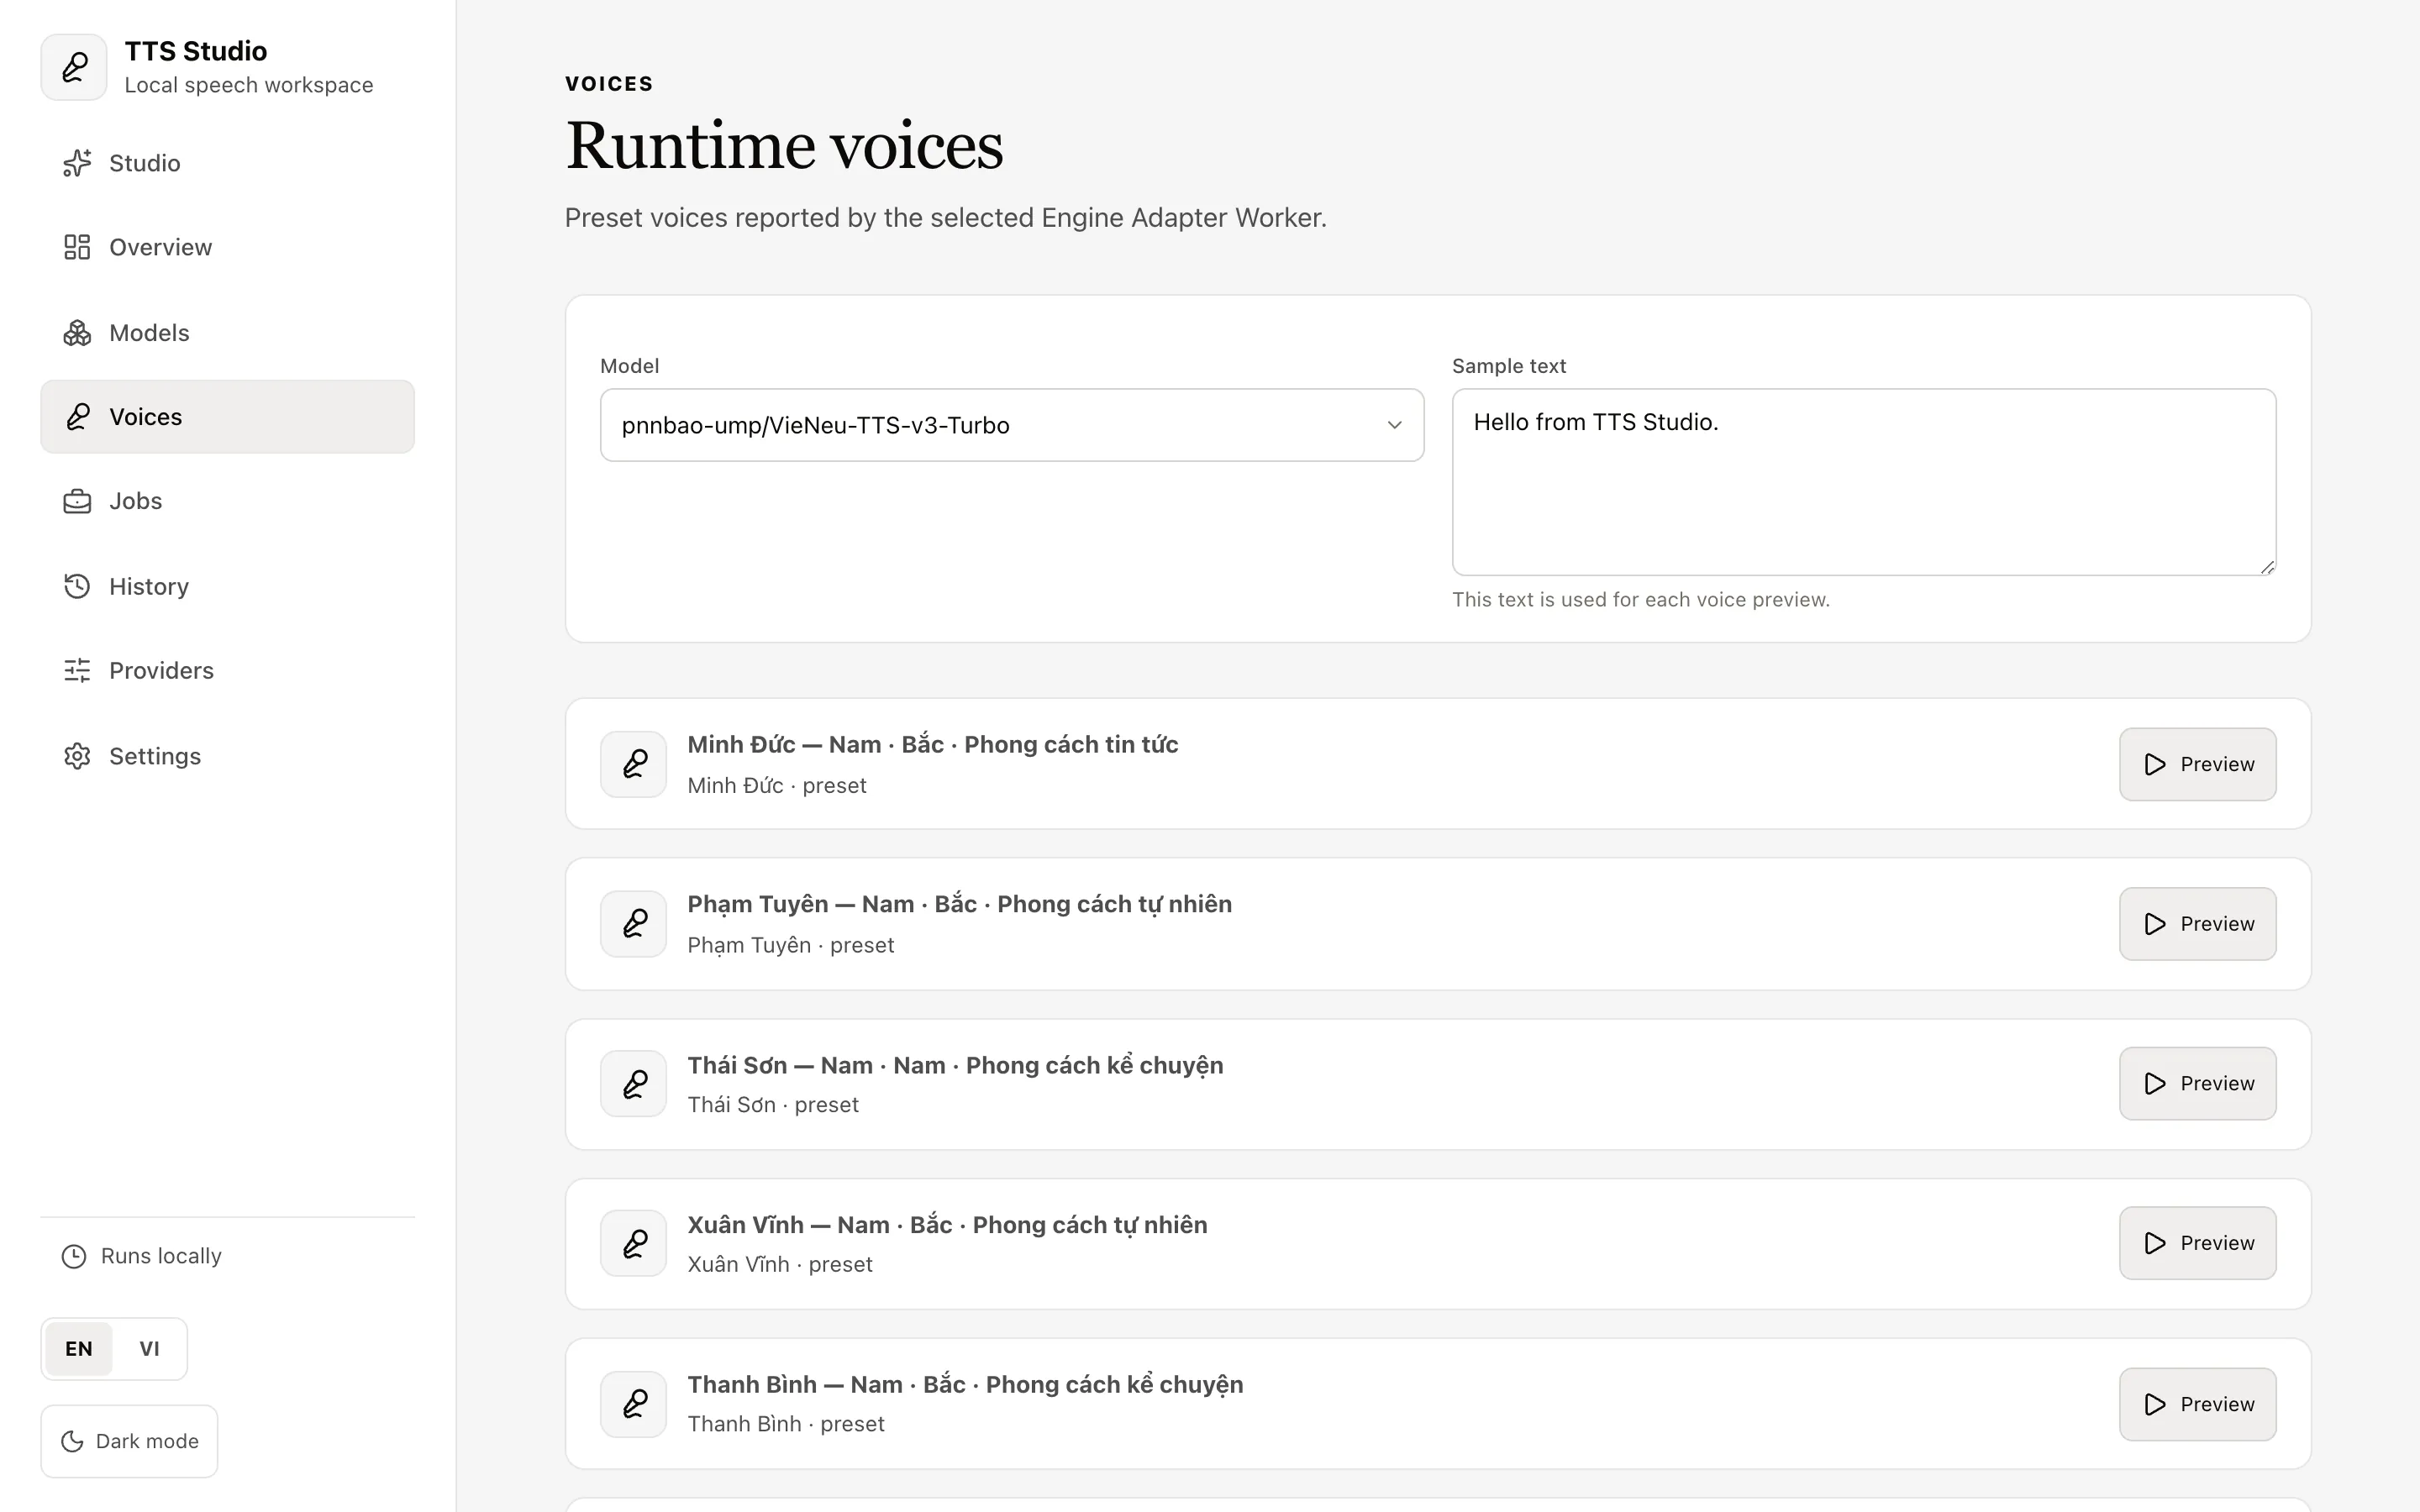 TTS Studio
Local speech workspace
Studio
Overview
Models
Voices
Jobs
History
Providers
Settings
Runs locally
EN
VI
Dark mode
VOICES
Runtime voices
Preset voices reported by the selected Engine Adapter Worker.
Model
pnnbao-ump/VieNeu-TTS-v3-Turbo
Sample text
Hello from TTS Studio.
This text is used for each voice preview.
Minh Đức — Nam · Bắc · Phong cách tin tức
Minh Đức · preset
Preview
Phạm Tuyên — Nam · Bắc · Phong cách tự nhiên
Phạm Tuyên · preset
Preview
Thái Sơn — Nam · Nam · Phong cách kể chuyện
Thái Sơn · preset
Preview
Xuân Vĩnh — Nam · Bắc · Phong cách tự nhiên
Xuân Vĩnh · preset
Preview
Thanh Bình — Nam · Bắc · Phong cách kể chuyện
Thanh Bình · preset
Preview